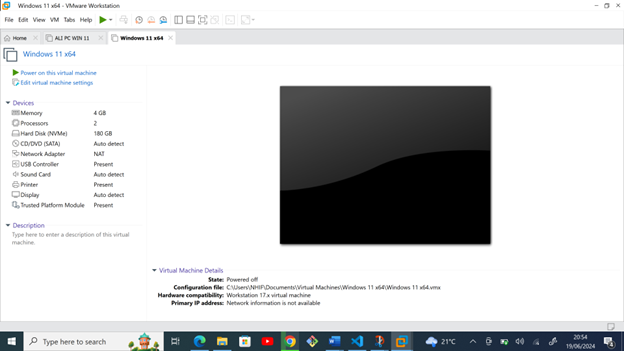 Windows 11 x64 - VMware Workstation
File Edit View VM Tabs Help
Home ALI PC WIN 11 Windows 11 x64
Windows 11 x64
Power on this virtual machine
Edit virtual machine settings
Devices
Memory 4 GB
Processors 2
Hard Disk (NVMe) 180 GB
CD/DVD (SATA) Auto detect
Network Adapter NAT
USB Controller Present
Sound Card Auto detect
Printer Present
Display Auto detect
Trusted Platform Module Present
Description
Type here to enter a description of this virtual
machine.
Virtual Machine Details
State: Powered off
Configuration file: C:\Users\NHIF\Documents\Virtual Machines\Windows 11 x64\Windows 11 x64.vmx
Hardware compatibility: Workstation 17.x virtual machine
Primary IP address: Network information is not available
Type here to search
21°C
20:54
19/06/2024